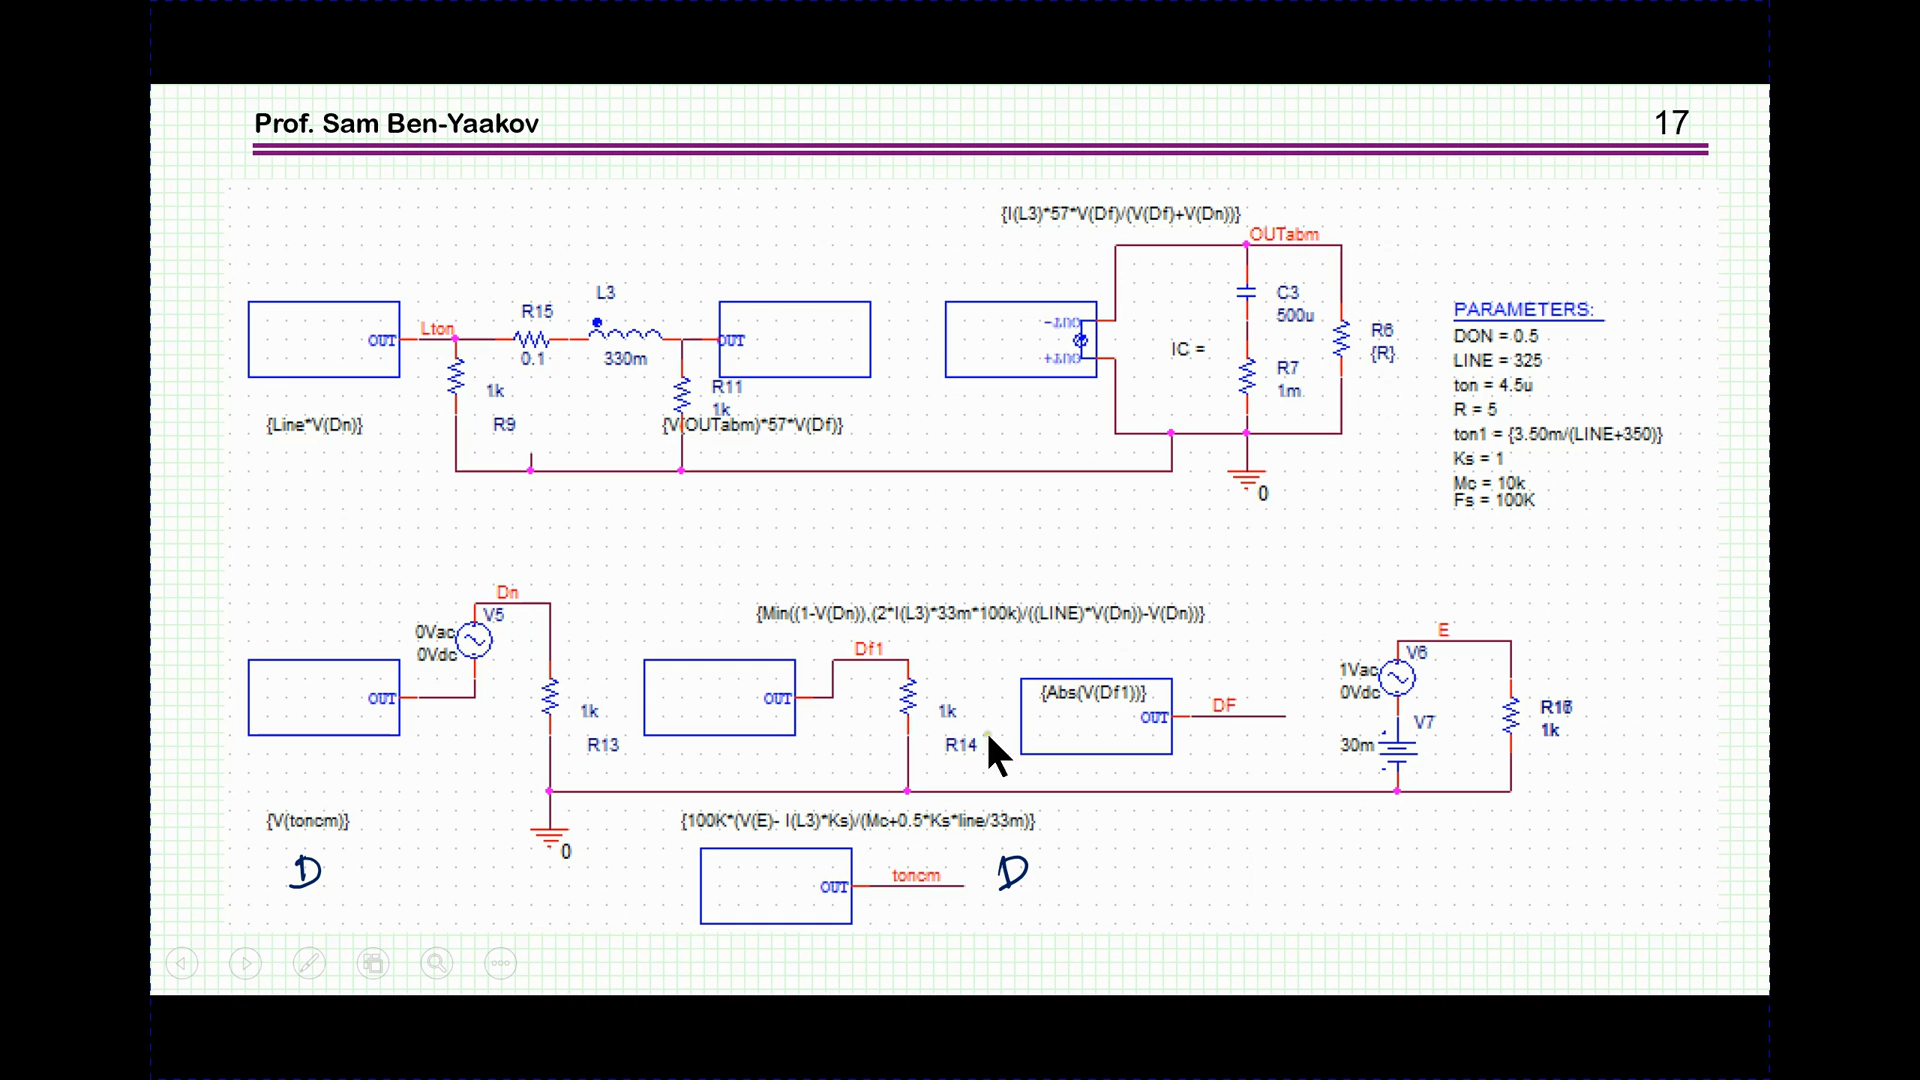 Prof. Sam Ben-Yaakov
17
{I(L3)*57*V(Df)/(V(Df)+V(Dn))}
OUTabm
L3
C3
500u
R15
PARAMETERS:
Lton
OUT
0.1
330m
OUT
OUT-
OUT+
IC =
R6
{R}
DON = 0.5
LINE = 325
ton = 4.5u
R = 5
ton1 = {3.50m/(LINE+350)}
Ks = 1
Mc = 10k
Fs = 100K
1k
R9
R11
1k
R7
1m
{Line*V(Dn)}
{V(OUTabm)*57*V(Df)}
0
Dn
V5
0Vac
0Vdc
OUT
1k
R13
{Min((1-V(Dn)),(2*I(L3)*33m*100k)/((LINE)*V(Dn))-V(Dn))}
Df1
OUT
1k
R14
{Abs(V(Df1))}
OUT
DF
E
V6
1Vac
0Vdc
V7
30m
1k
{V(toncm)}
D
0
{100K*(V(E)- I(L3)*Ks)/(Mc+0.5*Ks*line/33m)}
OUT
toncm
D